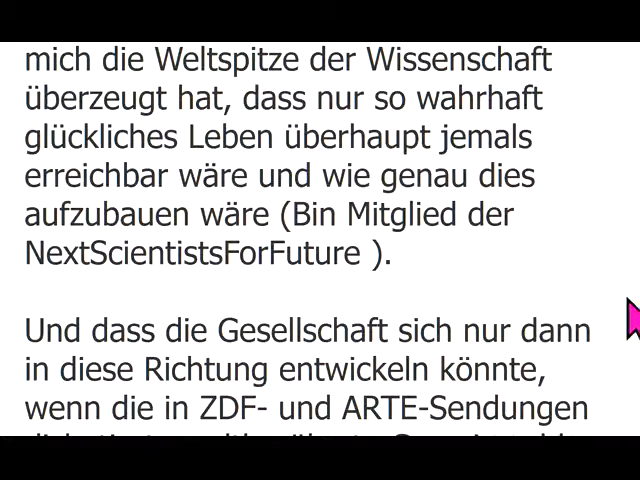 mich die Weltspitze der Wissenschaft
überzeugt hat, dass nur so wahrhaft
glückliches Leben überhaupt jemals
erreichbar wäre und wie genau dies
aufzubauen wäre (Bin Mitglied der
NextScientistsForFuture ).
Und dass die Gesellschaft sich nur dann
in diese Richtung entwickeln könnte,
wenn die in ZDF- und ARTE-Sendungen